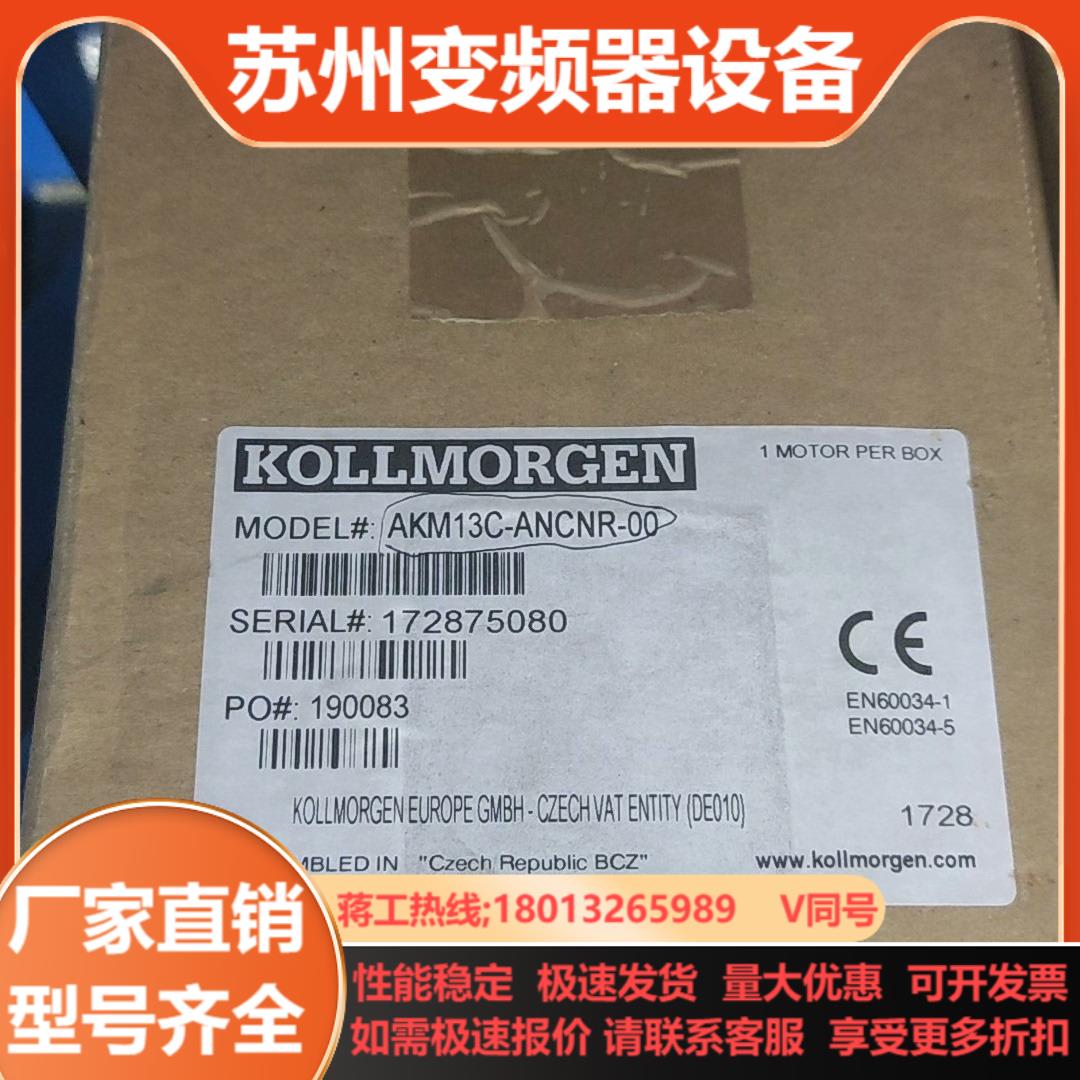 苏州变频器设备
KOLLMORGEN
1 MOTOR PER BOX
MODEL#: AKM13C-ANCNR-00
SERIAL#: 172875080
PO#: 190083
EN60034-1
EN60034-5
KOLLMORGEN EUROPE GMBH - CZECH VAT ENTITY (DE010)
1728
MBLED IN "Czech Republic BCZ"
www.kollmorgen.com
蒋工热线;18013265989 V同号
厂家直销
型号齐全
性能稳定 极速发货 量大优惠 可开发票
如需极速报价 请联系客服 享受更多折扣